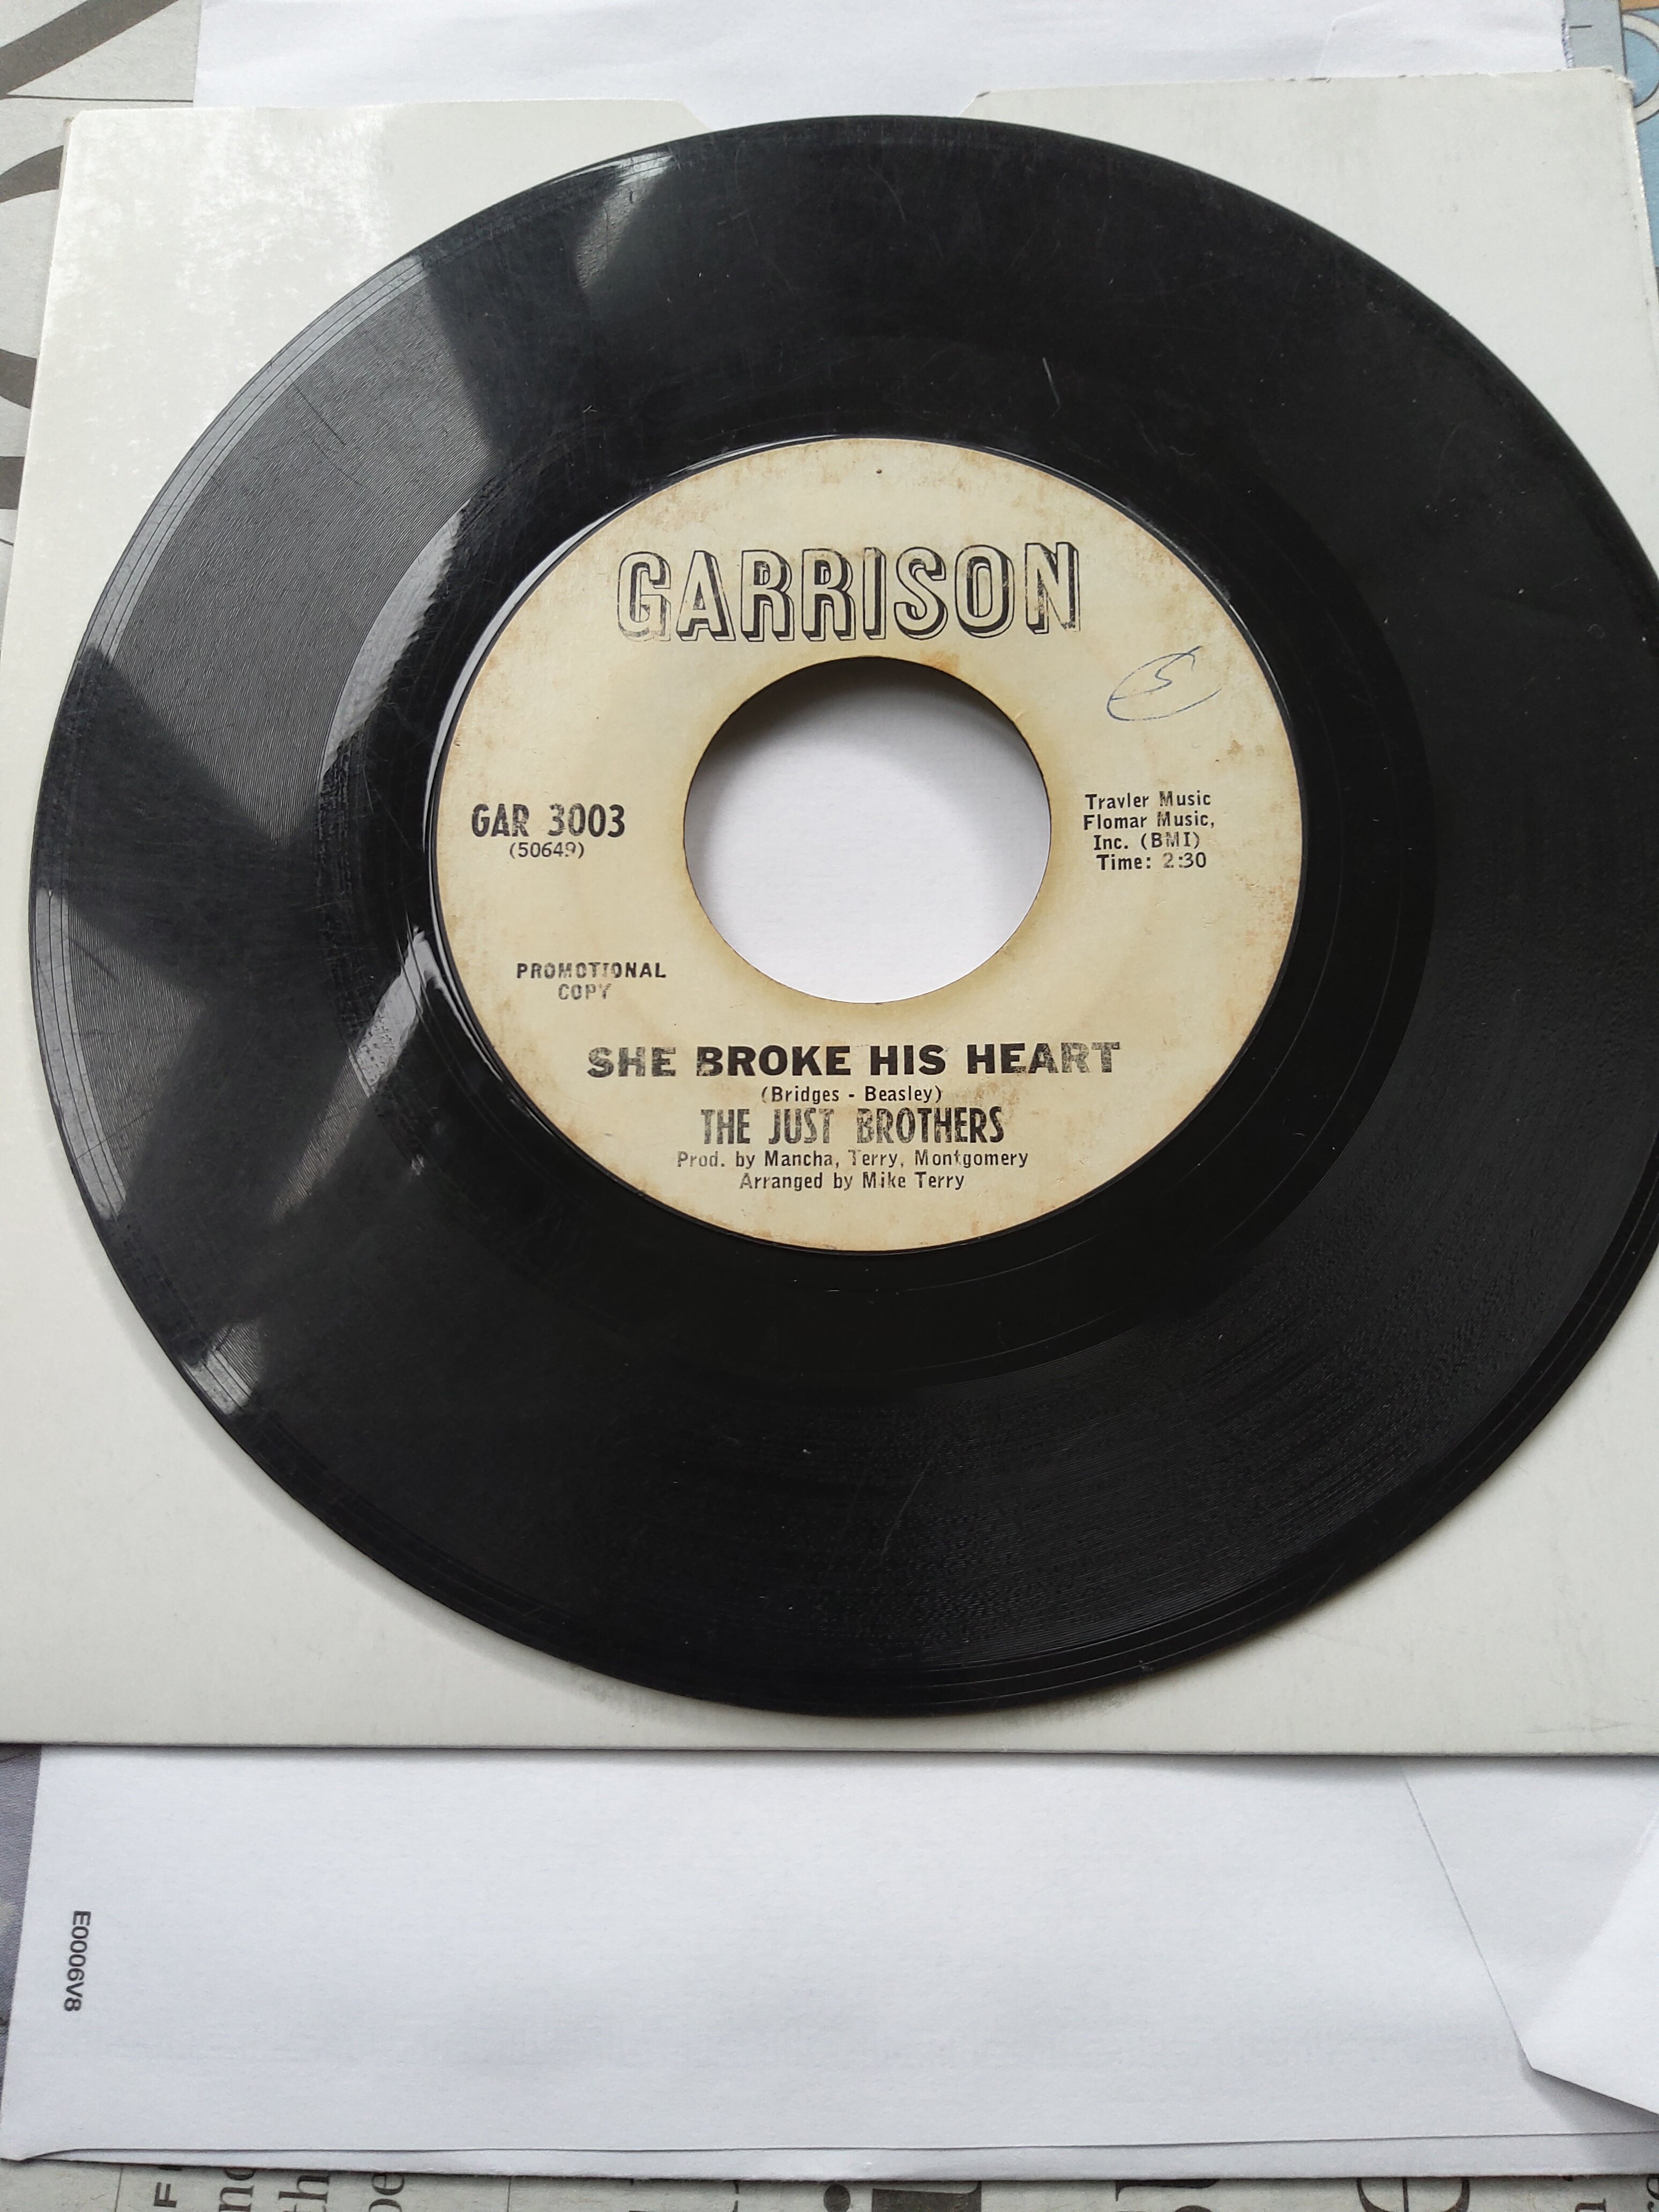 GARRISON
5
GAR 3003
(50649)
Travler Music
Flomar Music,
Inc. (BMI)
Time: 2:30
PROMOTIONAL
COPY
SHE BROKE HIS HEART
(Bridges - Beasley)
THE JUST BROTHERS
Prod. by Mancha, Terry, Montgomery
Arranged by Mike Terry
E0006V8